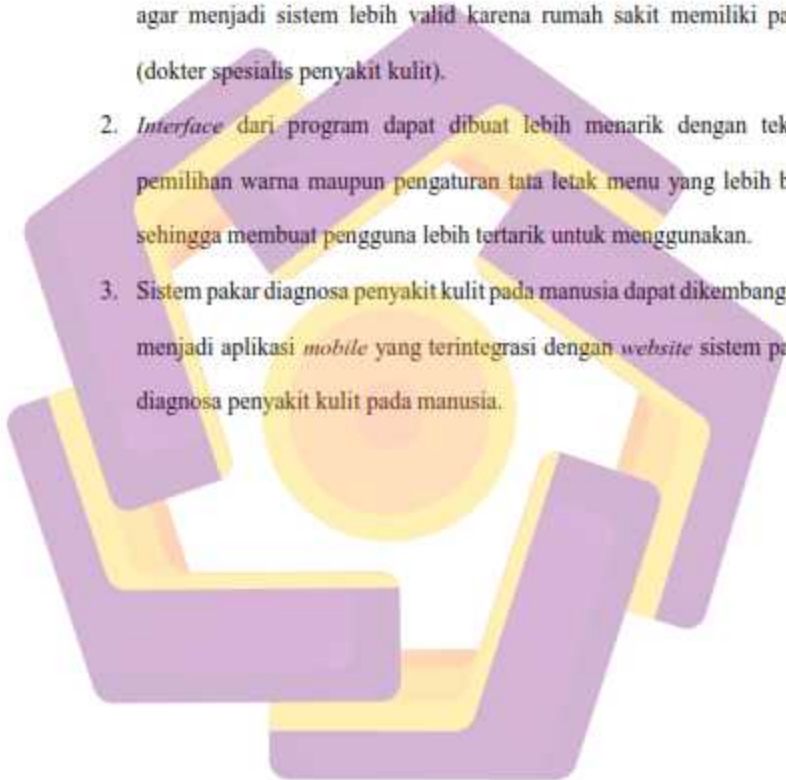 agar menjadi sistem lebih valid karena rumah sakit memiliki pa
(dokter spesialis penyakit kulit).
2. Interface dari program dapat dibuat lebih menarik dengan tek
pemilihan warna maupun pengaturan tata letak menu yang lebih b
sehingga membuat pengguna lebih tertarik untuk menggunakan.
3. Sistem pakar diagnosa penyakit kulit pada manusia dapat dikembang
menjadi aplikasi mobile yang terintegrasi dengan website sistem pa
diagnosa penyakit kulit pada manusia.